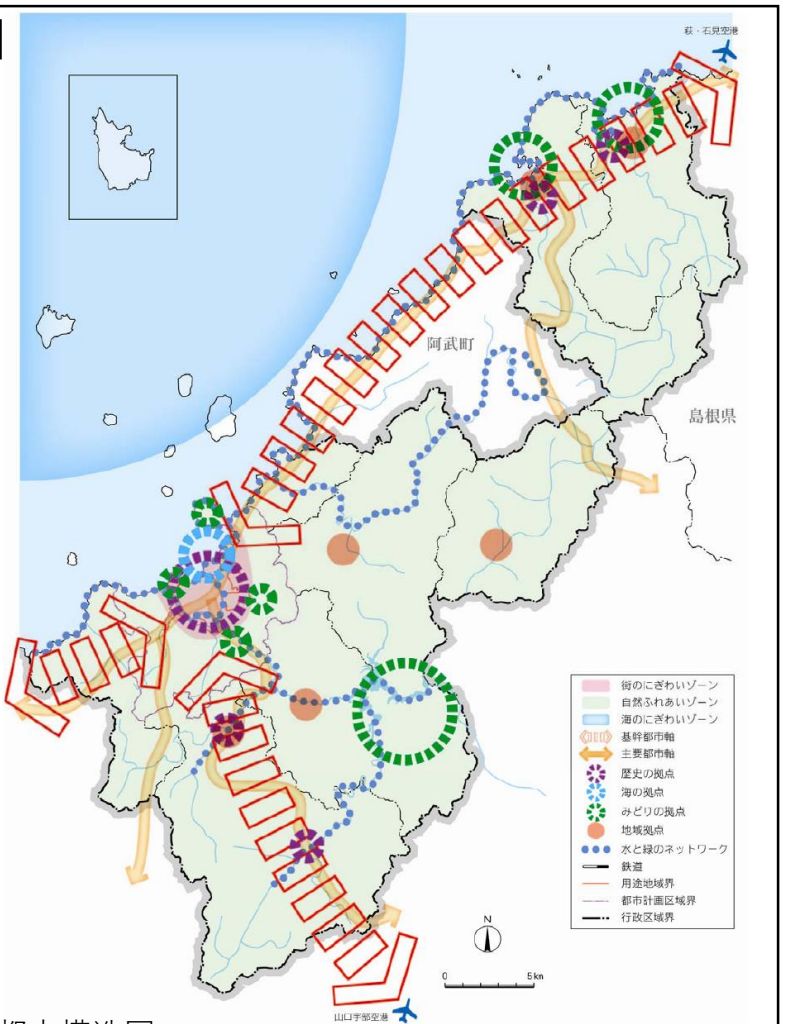 萩・石見空港
阿武町
島根県
街のにぎわいゾーン
自然ふれあいゾーン
海のにぎわいゾーン
基幹都市軸
主要都市軸
歴史の拠点
海の拠点
みどりの拠点
地域拠点
水と緑のネットワーク
鉄道
用途地域界
都市計画区域界
行政区域界
N
0 5km
山口宇部空港